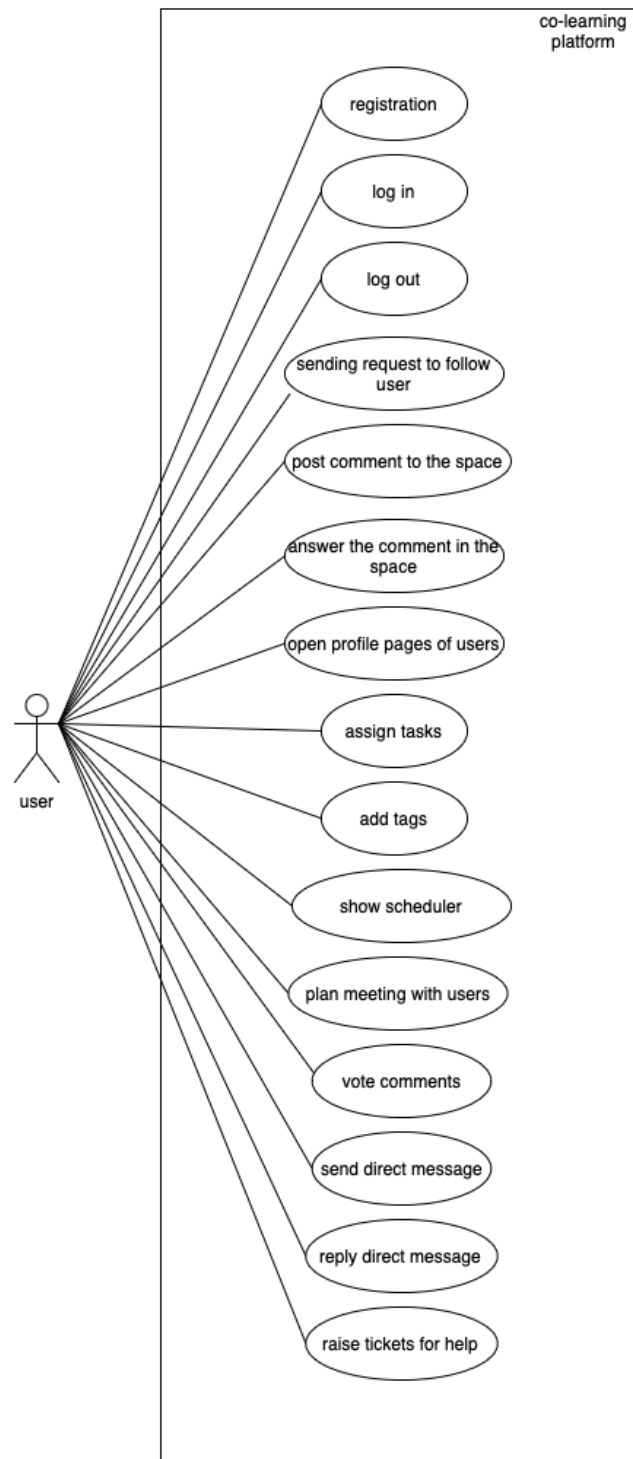 co-learning
platform
registration
log in
log out
sending request to follow
user
post comment to the space
answer the comment in the
space
open profile pages of users
assign tasks
user
add tags
show scheduler
plan meeting with users
vote comments
send direct message
reply direct message
raise tickets for help